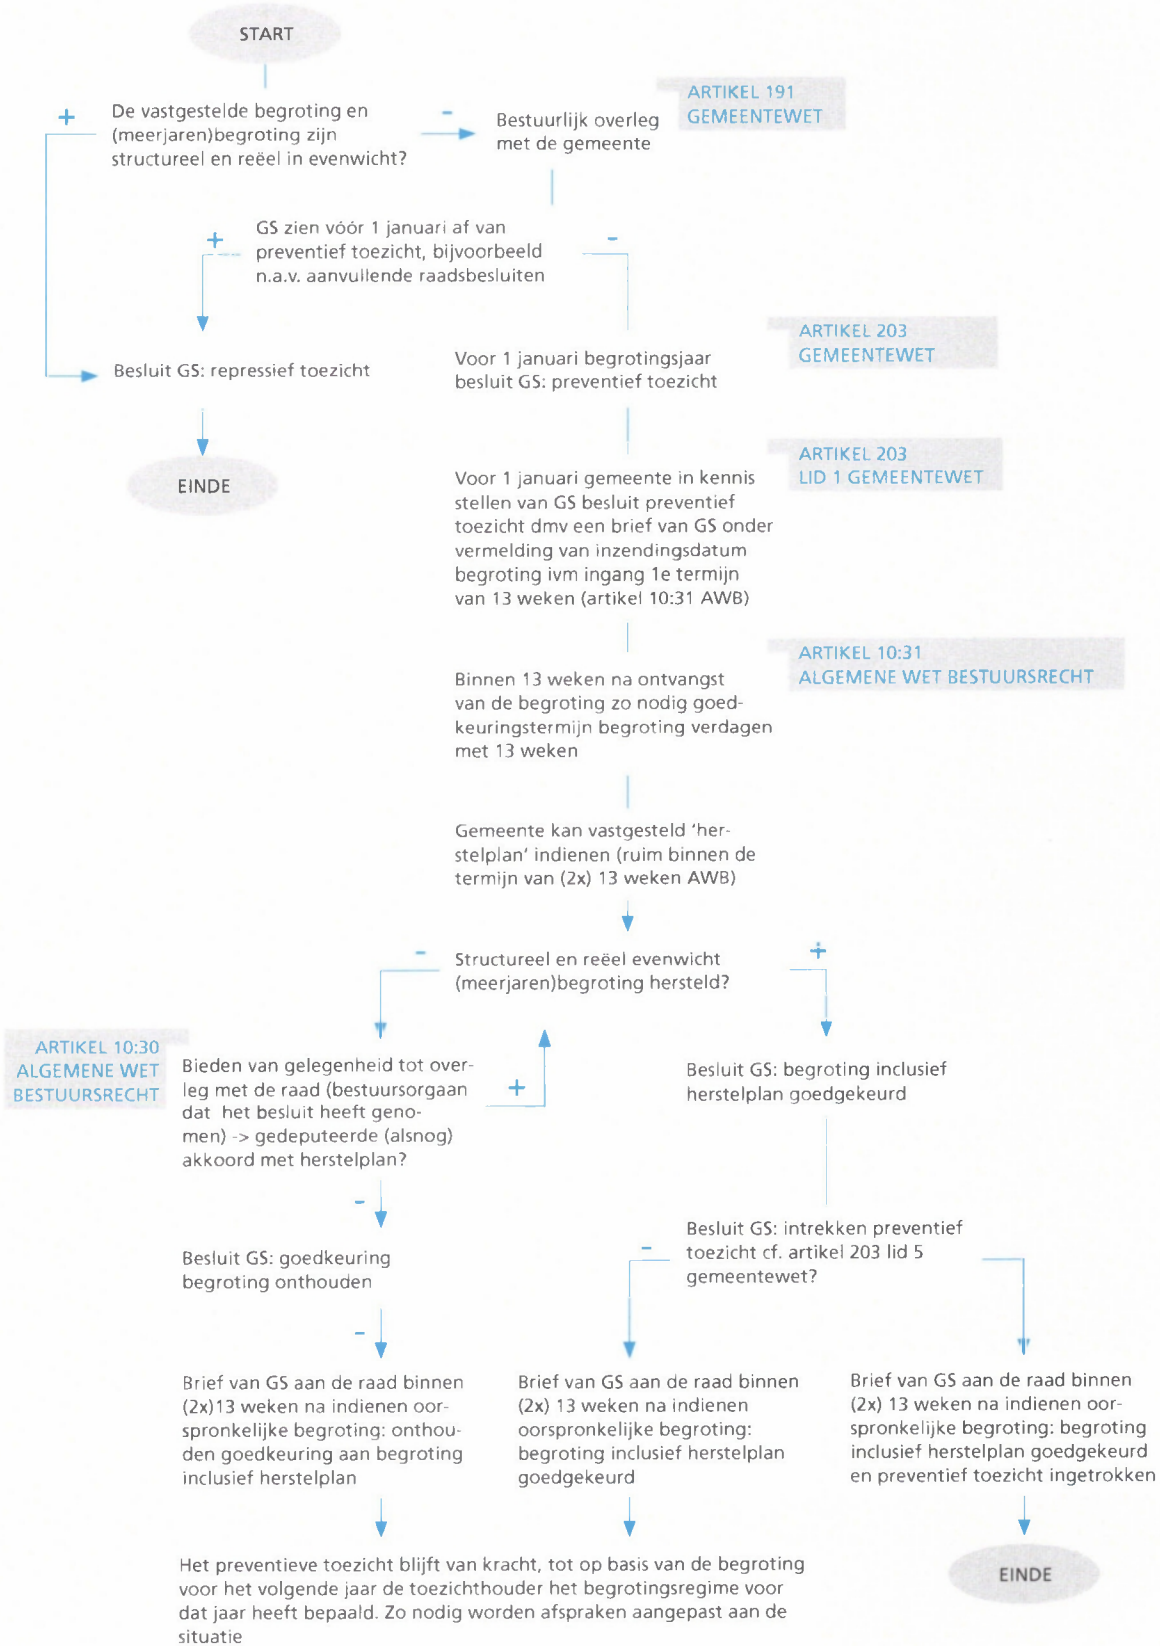 START
+
De vastgestelde begroting en
(meerjaren)begroting zijn
structureel en reëel in evenwicht?
-
Bestuurlijk overleg
met de gemeente
ARTIKEL 191
GEMEENTEWET
+
GS zien vóór 1 januari af van
preventief toezicht, bijvoorbeeld
n.a.v. aanvullende raadsbesluiten
-
Besluit GS: repressief toezicht
EINDE
Voor 1 januari begrotingsjaar
besluit GS: preventief toezicht
ARTIKEL 203
GEMEENTEWET
Voor 1 januari gemeente in kennis
stellen van GS besluit preventief
toezicht dmv een brief van GS onder
vermelding van inzendingsdatum
begroting ivm ingang 1e termijn
van 13 weken (artikel 10:31 AWB)
ARTIKEL 203
LID 1 GEMEENTEWET
Binnen 13 weken na ontvangst
van de begroting zo nodig goed-
keuringstermijn begroting verdagen
met 13 weken
ARTIKEL 10:31
ALGEMENE WET BESTUURSRECHT
Gemeente kan vastgesteld ‘her-
stelplan’ indienen (ruim binnen de
termijn van (2x) 13 weken AWB)
-
Structureel en reëel evenwicht
(meerjaren)begroting hersteld?
+
ARTIKEL 10:30
ALGEMENE WET
BESTUURSRECHT
Bieden van gelegenheid tot over-
leg met de raad (bestuursorgaan
dat het besluit heeft geno-
men) -> gedeputeerde (alsnog)
akkoord met herstelplan?
+
Besluit GS: begroting inclusief
herstelplan goedgekeurd
-
Besluit GS: goedkeuring
begroting onthouden
-
Besluit GS: intrekken preventief
toezicht cf. artikel 203 lid 5
gemeentewet?
-
Brief van GS aan de raad binnen
(2x)13 weken na indienen oor-
spronkelijke begroting: onthou-
den goedkeuring aan begroting
inclusief herstelplan
Brief van GS aan de raad binnen
(2x) 13 weken na indienen
oorspronkelijke begroting:
begroting inclusief herstelplan
goedgekeurd
Brief van GS aan de raad binnen
(2x) 13 weken na indienen oor-
spronkelijke begroting: begroting
inclusief herstelplan goedgekeurd
en preventief toezicht ingetrokken
Het preventieve toezicht blijft van kracht, tot op basis van de begroting
voor het volgende jaar de toezichthouder het begrotingsregime voor
dat jaar heeft bepaald. Zo nodig worden afspraken aangepast aan de
situatie
EINDE